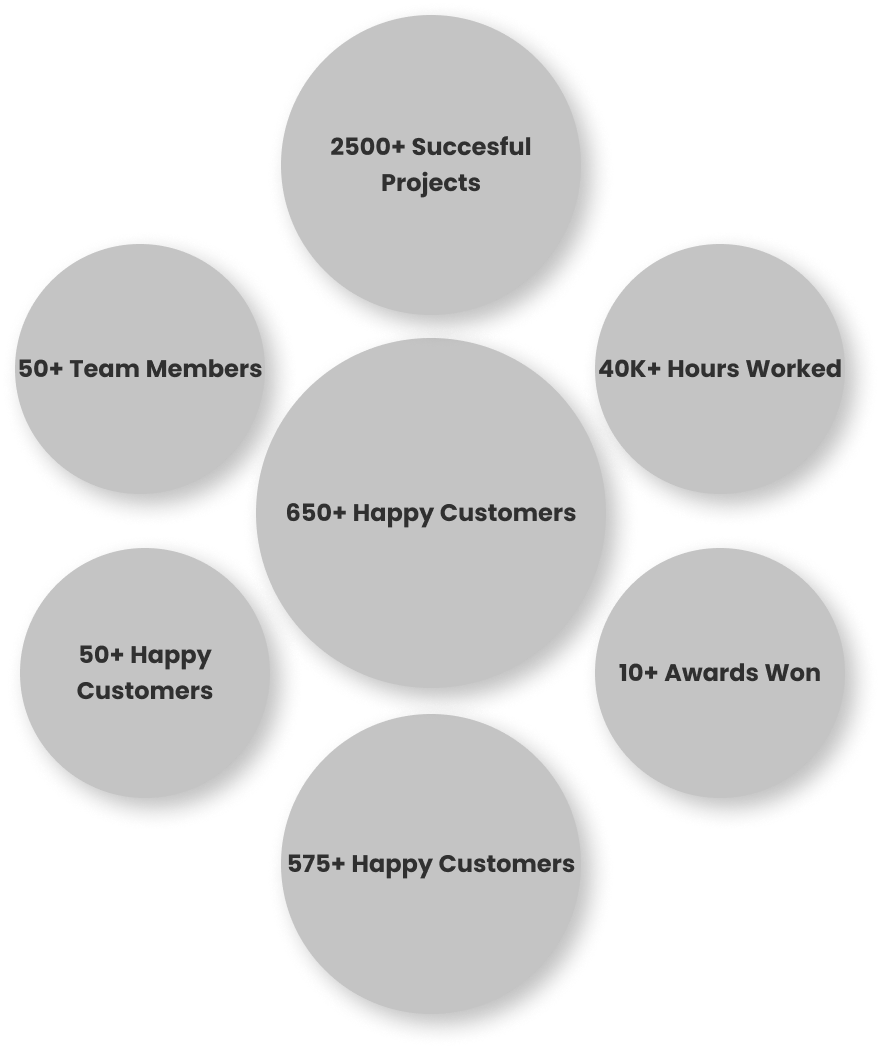 2500+ Succesful
Projects
50+ Team Members
40K+ Hours Worked
650+ Happy Customers
50+ Happy
Customers
10+ Awards Won
575+ Happy Customers